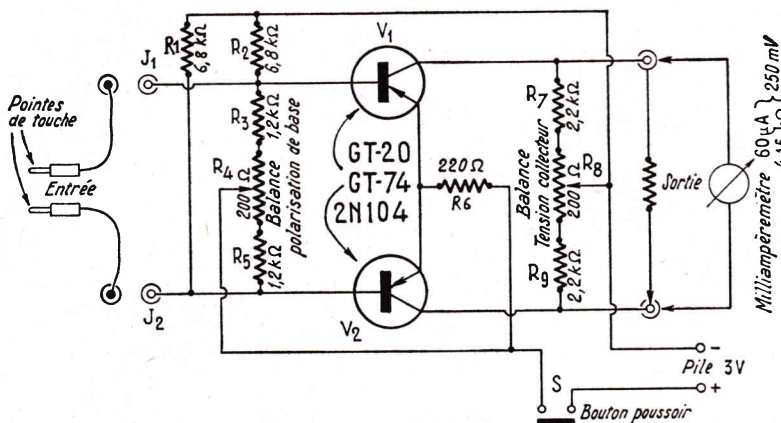 R1
6,8 kΩ
R2
6,8 kΩ
V1
J1
Pointes
de touche
Entrée
R3
1,2 kΩ
R4
200 Ω
Balance
polarisation de base
R5
1,2 kΩ
GT-20
GT-74
2N104
220 Ω
R6
R7
2,2 kΩ
R8
200 Ω
Balance
Tension collecteur
R9
2,2 kΩ
Sortie
Milliampèremètre
60µA
250 mV
J2
V2
S
Bouton poussoir
-
Pile 3V
+